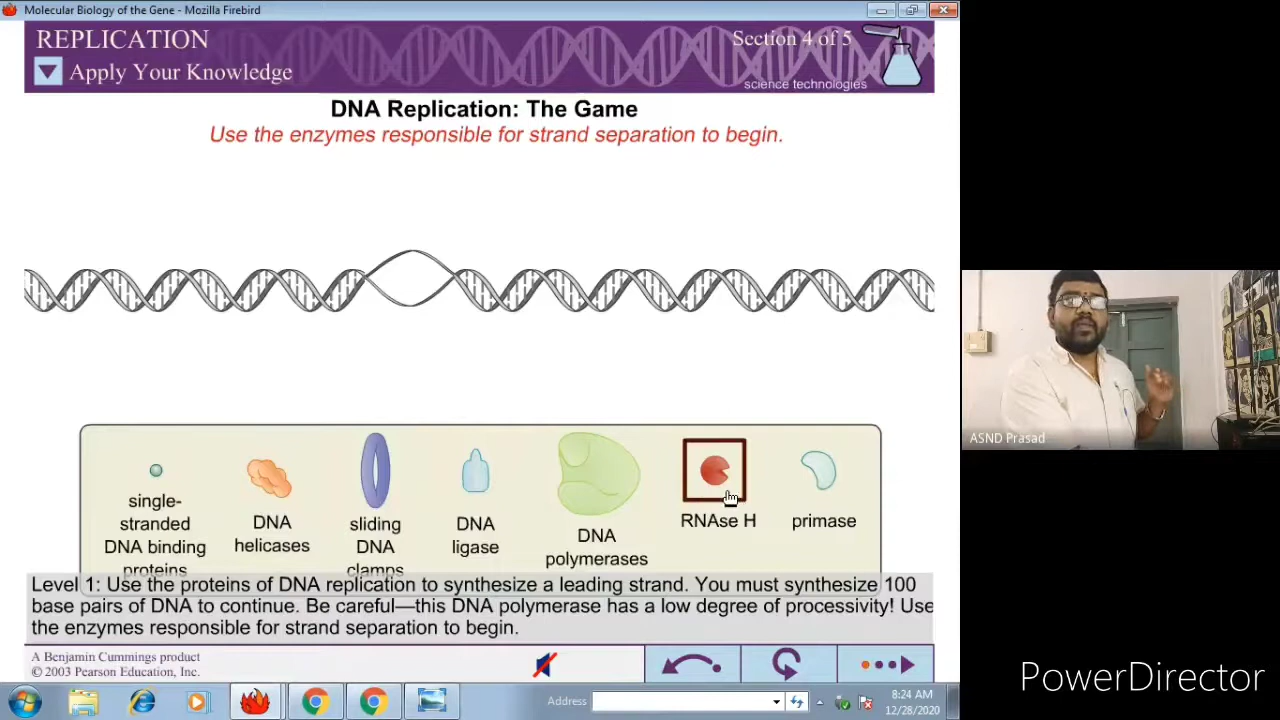 Molecular Biology of the Gene - Mozilla Firebird
REPLICATION
Section 4 of 5
Apply Your Knowledge
science technologies
DNA Replication: The Game
Use the enzymes responsible for strand separation to begin.
single-
stranded
DNA binding
proteins
DNA
helicases
sliding
DNA
clamps
DNA
ligase
DNA
polymerases
RNAse H
primase
Level 1: Use the proteins of DNA replication to synthesize a leading strand. You must synthesize 100
base pairs of DNA to continue. Be careful—this DNA polymerase has a low degree of processivity! Use
the enzymes responsible for strand separation to begin.
A Benjamin Cummings product
© 2003 Pearson Education, Inc.
Address
8:24 AM
12/28/2020
ASND Prasad
PowerDirector